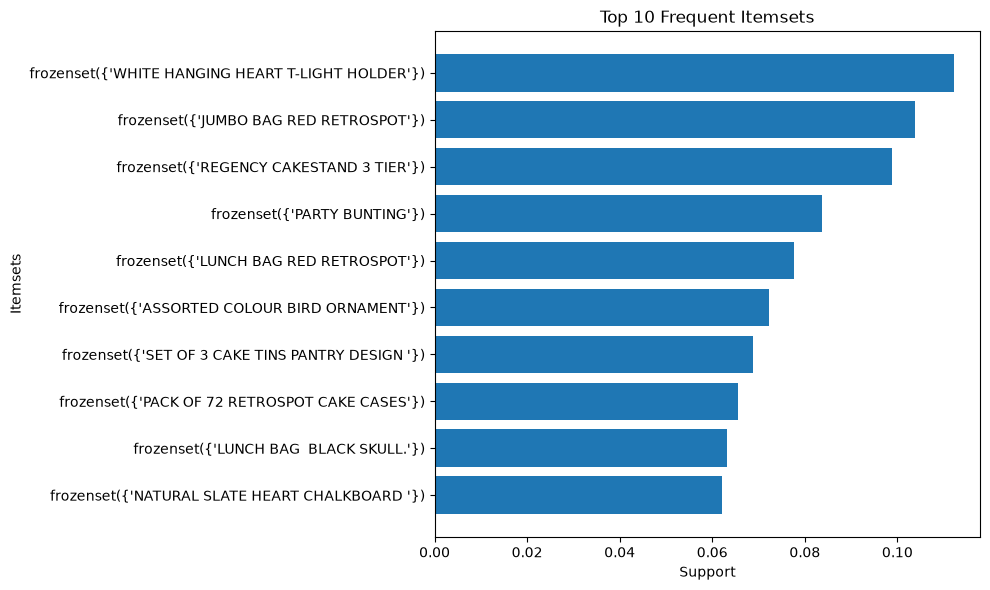 Top 10 Frequent Itemsets
frozenset({'WHITE HANGING HEART T-LIGHT HOLDER'})
frozenset({'JUMBO BAG RED RETROSPOT'})
frozenset({'REGENCY CAKESTAND 3 TIER'})
frozenset({'PARTY BUNTING'})
frozenset({'LUNCH BAG RED RETROSPOT'})
frozenset({'ASSORTED COLOUR BIRD ORNAMENT'})
frozenset({'SET OF 3 CAKE TINS PANTRY DESIGN '})
frozenset({'PACK OF 72 RETROSPOT CAKE CASES'})
frozenset({'LUNCH BAG  BLACK SKULL.'})
frozenset({'NATURAL SLATE HEART CHALKBOARD '})
Itemsets
0.00 0.02 0.04 0.06 0.08 0.10
Support